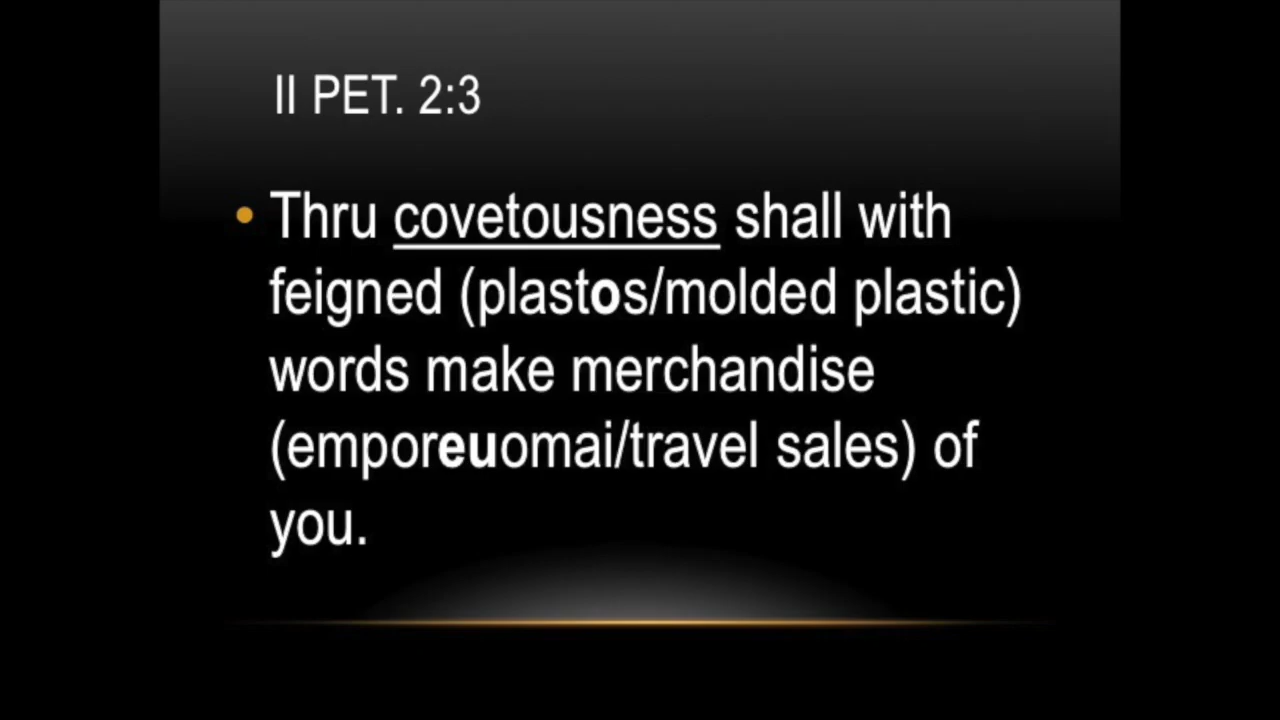 II PET. 2:3
• Thru covetousness shall with
feigned (plastos/molded plastic)
words make merchandise
(emporeuomai/travel sales) of
you.